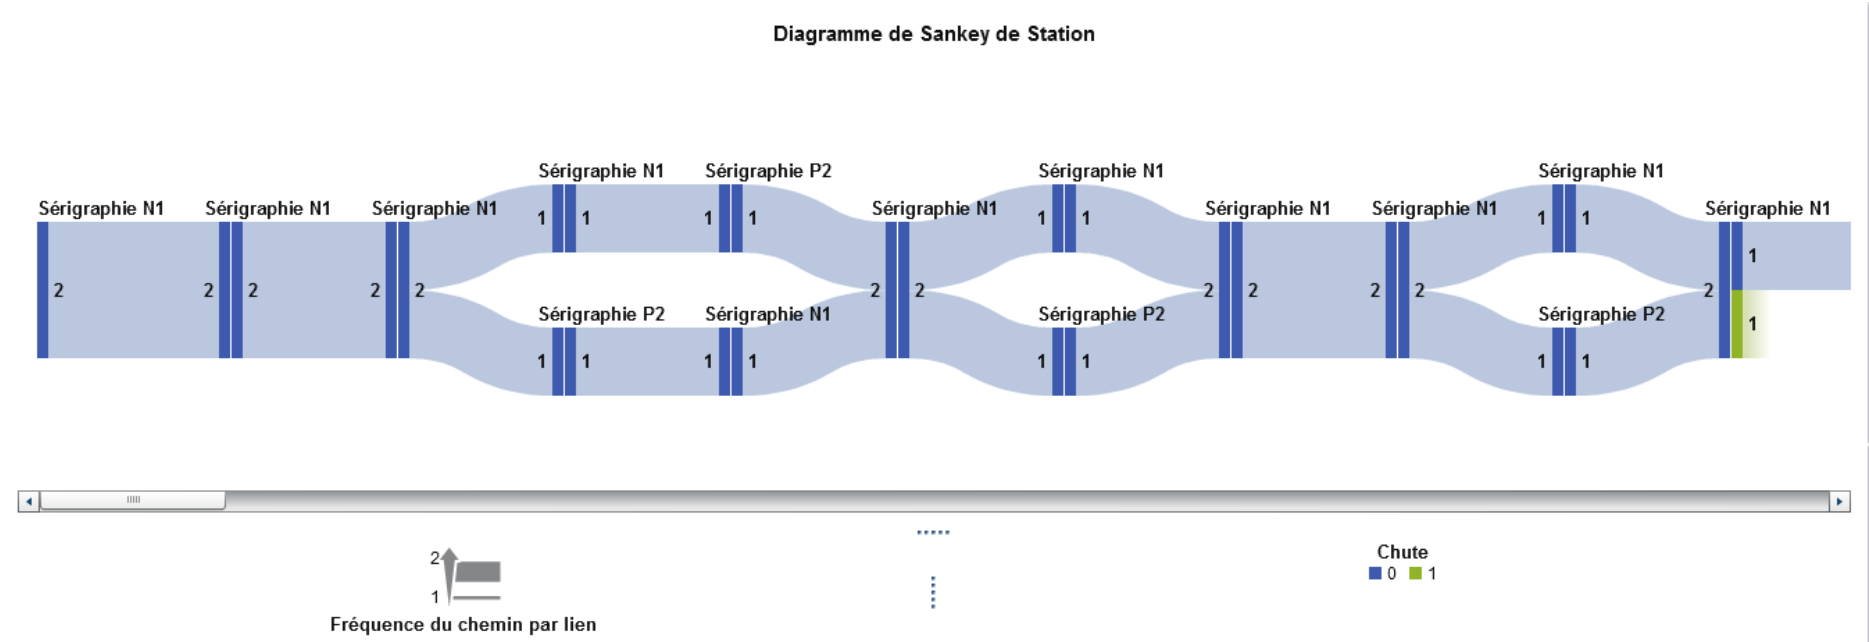 Diagramme de Sankey de Station
Sérigraphie N1 Sérigraphie P2 Sérigraphie N1 Sérigraphie N1
Sérigraphie N1 Sérigraphie N1 Sérigraphie N1 Sérigraphie N1 Sérigraphie N1 Sérigraphie N1 Sérigraphie N1
1 1 1 1 1 1 1 1
1
2 2 2 2 2 2 2 2 2 2 2 2
Sérigraphie P2 Sérigraphie N1 Sérigraphie P2 Sérigraphie P2
1
1 1 1 1 1 1 1 1
Chute
2
0 1
1
Fréquence du chemin par lien